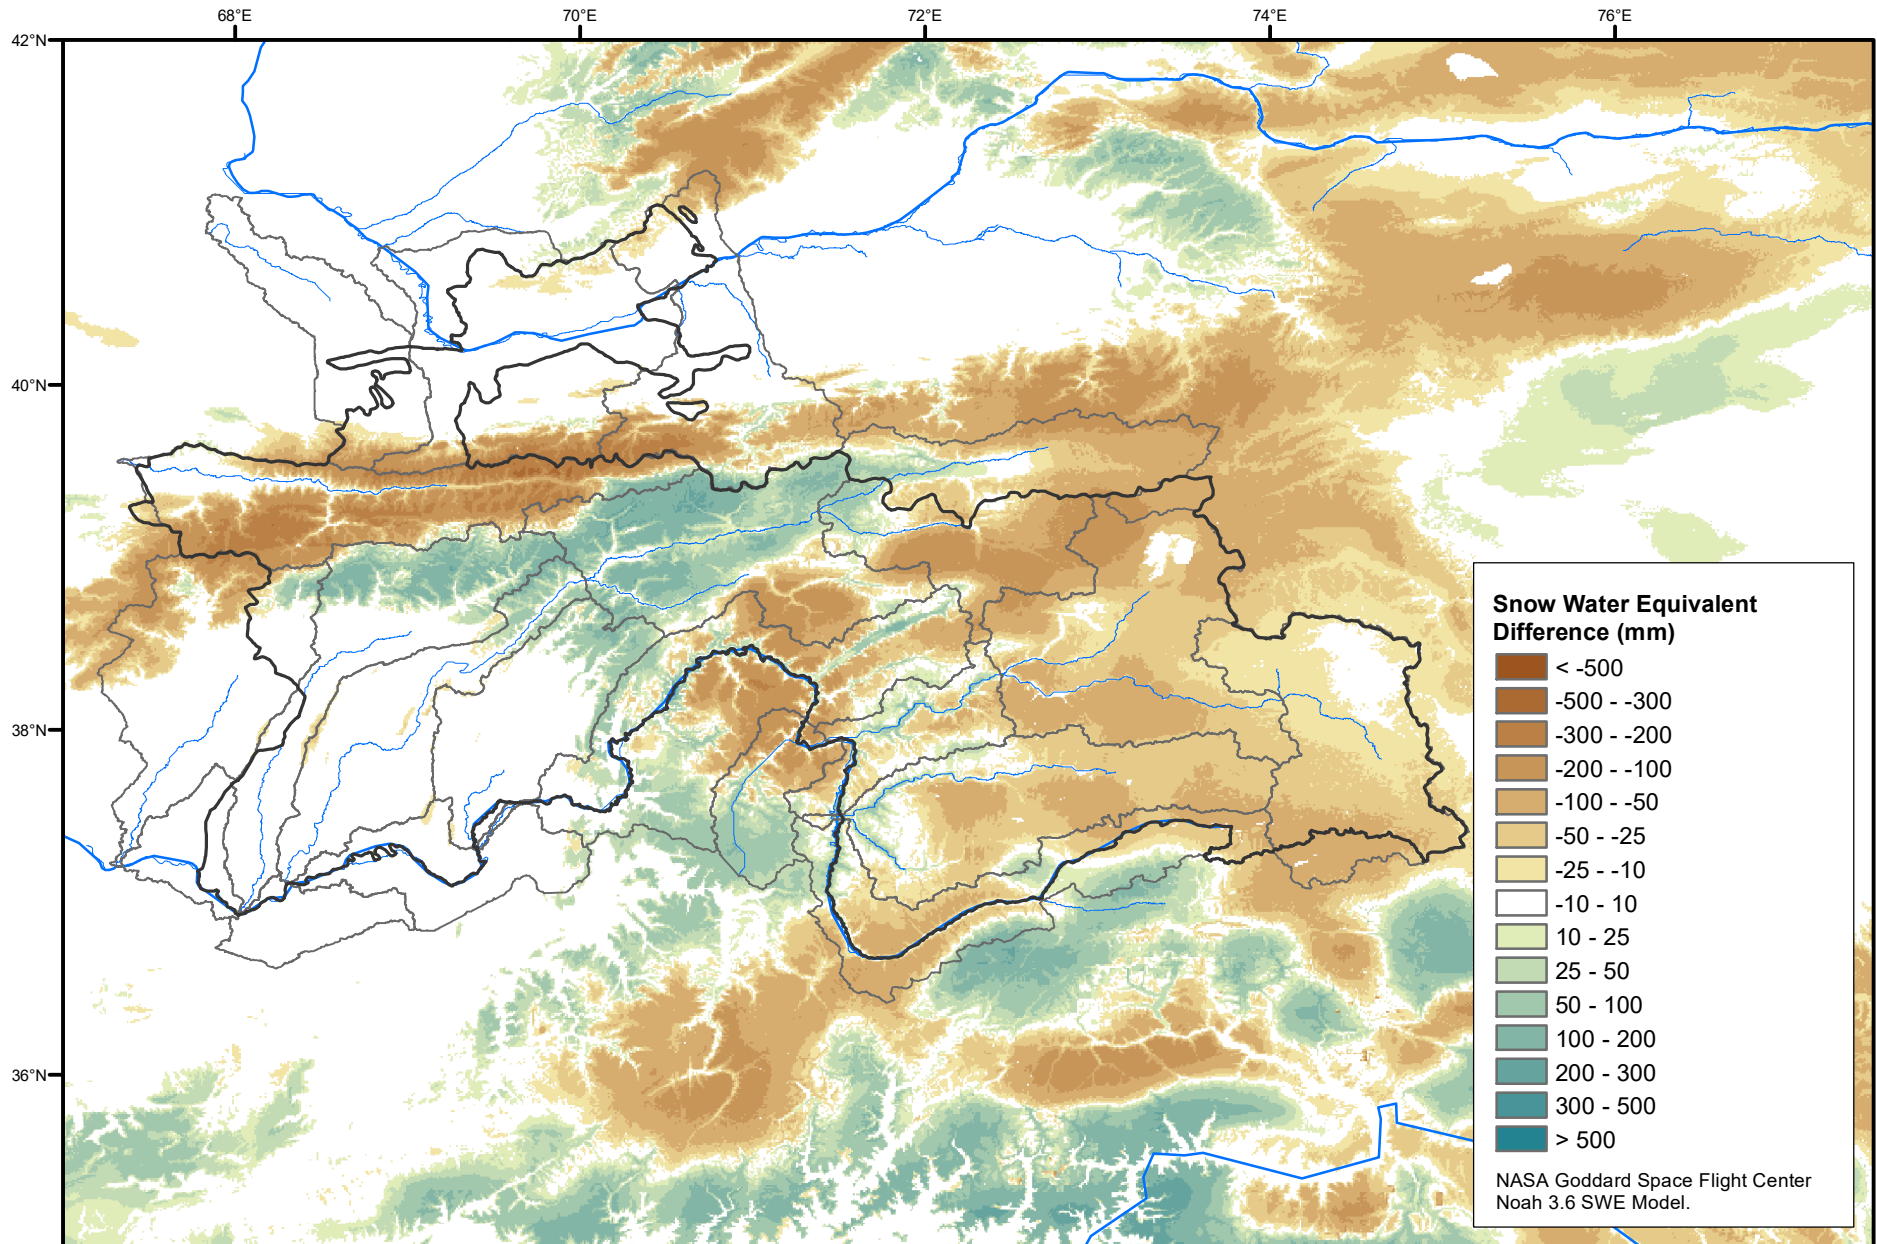 68°E 70°E 72°E 74°E 76°E
42°N
40°N
38°N
36°N
Snow Water Equivalent
Difference (mm)
< -500
-500 - -300
-300 - -200
-200 - -100
-100 - -50
-50 - -25
-25 - -10
-10 - 10
10 - 25
25 - 50
50 - 100
100 - 200
200 - 300
300 - 500
> 500
NASA Goddard Space Flight Center
Noah 3.6 SWE Model.